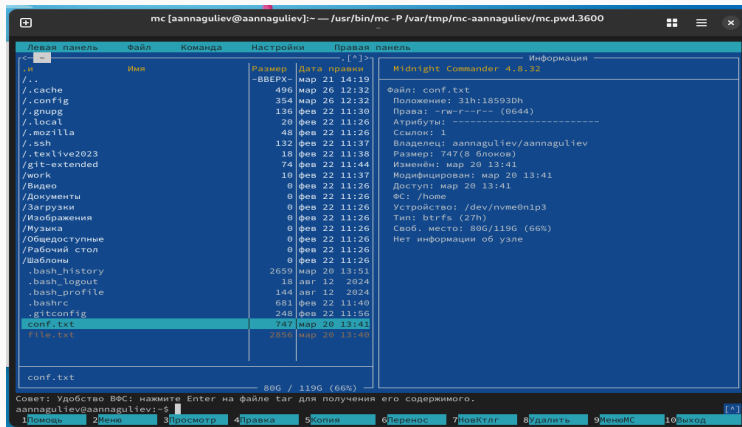 mc [aannaguliev@aannaguliev]:~ — /usr/bin/mc -P /var/tmp/mc-aannaguliev/mc.pwd.3600
Левая панель Файл Команда Настройки Правая панель
<— ~ .[^]>
.и Имя Размер Дата правки
/.. -ВВЕРХ- мар 21 14:19
/.cache 496 мар 26 12:32
/.config 354 мар 26 12:32
/.gnupg 136 фев 22 11:30
/.local 20 фев 22 11:26
/.mozilla 48 фев 22 11:26
/.ssh 132 фев 22 11:37
/.texlive2023 18 фев 22 11:38
/git-extended 74 фев 22 11:44
/work 10 фев 22 11:37
/Видео 0 фев 22 11:26
/Документы 0 фев 22 11:26
/Загрузки 0 фев 22 11:26
/Изображения 0 фев 22 11:26
/Музыка 0 фев 22 11:26
/Общедоступные 0 фев 22 11:26
/Рабочий стол 0 фев 22 11:26
/Шаблоны 0 фев 22 11:26
.bash_history 2659 мар 20 13:51
.bash_logout 18 авг 12 2024
.bash_profile 144 авг 12 2024
.bashrc 681 фев 22 11:40
.gitconfig 248 фев 22 11:56
conf.txt 747 мар 20 13:41
file.txt 2856 мар 20 13:40
conf.txt
80G / 119G (66%)
Информация
Midnight Commander 4.8.32
Файл: conf.txt
Положение: 31h:18593Dh
Права: -rw-r--r-- (0644)
Атрибуты: -------------------------
Ссылок: 1
Владелец: aannaguliev/aannaguliev
Размер: 747(8 блоков)
Изменён: мар 20 13:41
Модифицирован: мар 20 13:41
Доступ: мар 20 13:41
ФС: /home
Устройство: /dev/nvme0n1p3
Тип: btrfs (27h)
Своб. место: 80G/119G (66%)
Нет информации об узле
Совет: Удобство ВФС: нажмите Enter на файле tar для получения его содержимого.
aannaguliev@aannaguliev:~$ [^]
1Помощь 2Меню 3Просмотр 4Правка 5Копия 6Перенос 7НовКтлг 8Удалить 9МенюМС 10Выход